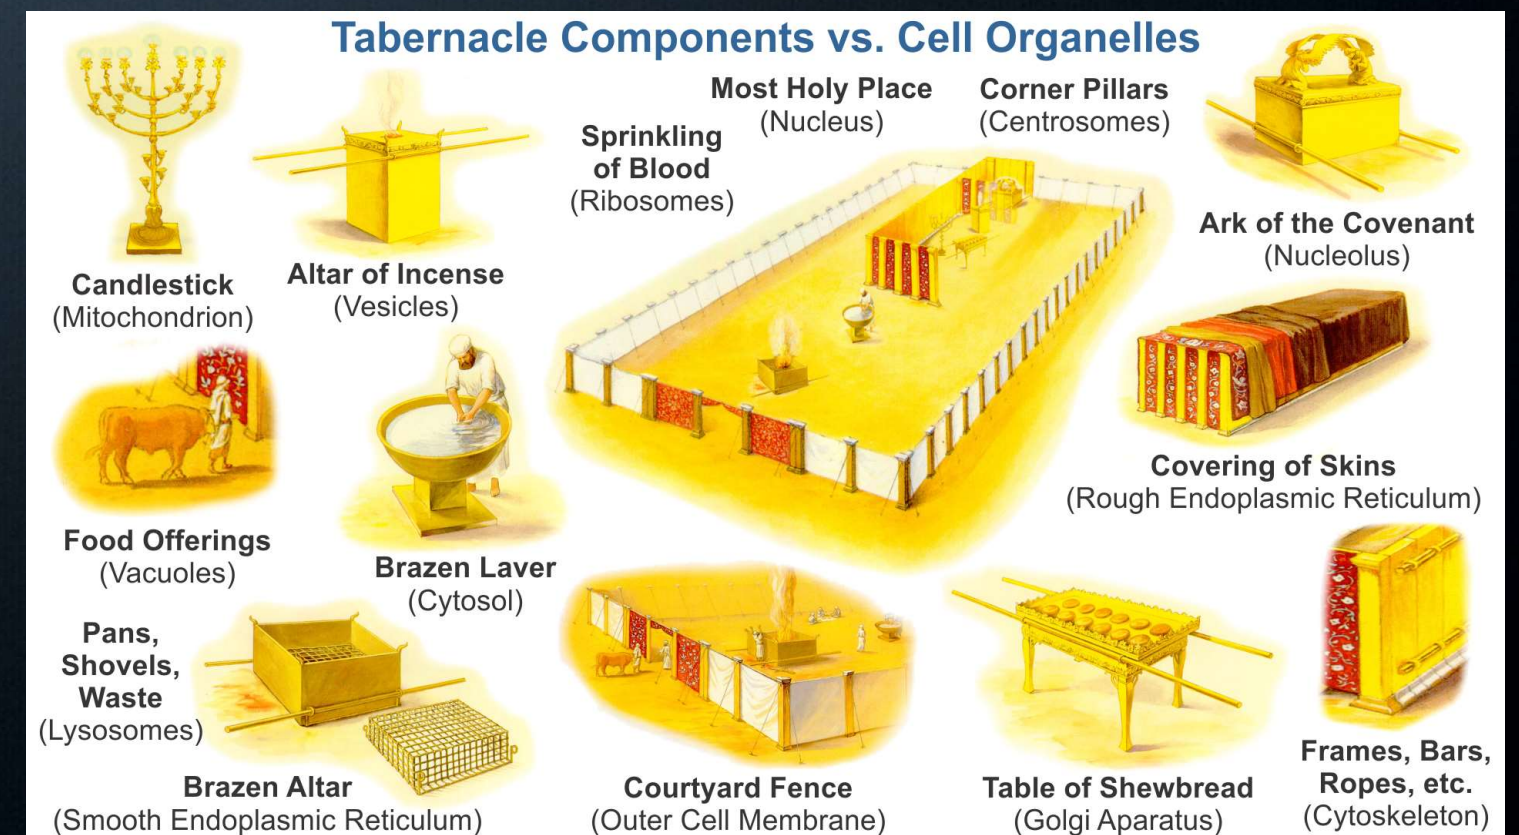 Tabernacle Components vs. Cell Organelles
Candlestick
(Mitochondrion)
Altar of Incense
(Vesicles)
Sprinkling
of Blood
(Ribosomes)
Most Holy Place
(Nucleus)
Corner Pillars
(Centrosomes)
Ark of the Covenant
(Nucleolus)
Food Offerings
(Vacuoles)
Brazen Laver
(Cytosol)
Covering of Skins
(Rough Endoplasmic Reticulum)
Pans,
Shovels,
Waste
(Lysosomes)
Brazen Altar
(Smooth Endoplasmic Reticulum)
Courtyard Fence
(Outer Cell Membrane)
Table of Shewbread
(Golgi Apparatus)
Frames, Bars,
Ropes, etc.
(Cytoskeleton)